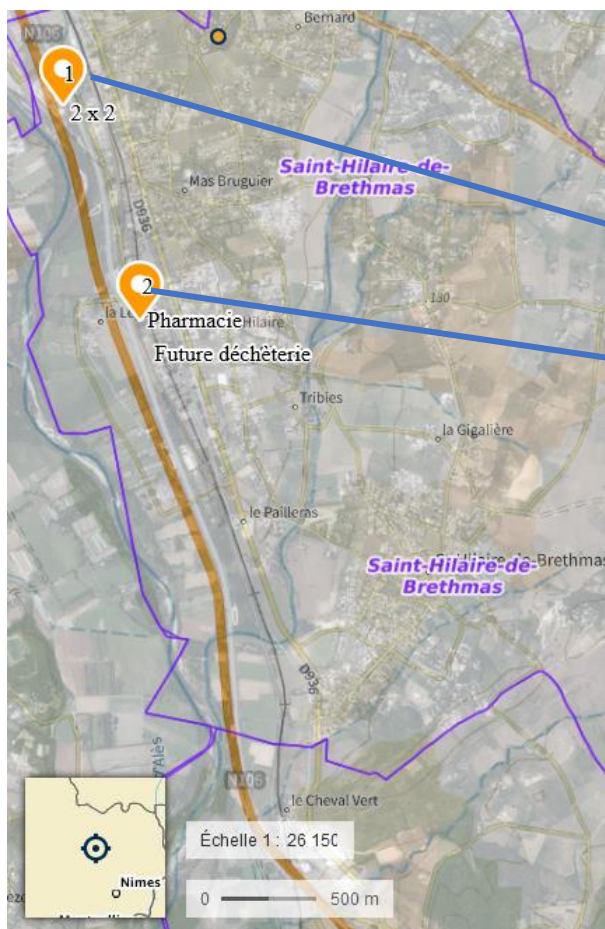 N106
Bernard
1
2 x 2
Saint-Hilaire-de-
Brethmas
Mas Bruguier
D936
130
2
la Le
Pharmacie
Hilaire
Future déchèterie
Tribies
la Gigalière
le Pailleras
Saint-Hilaire-de-
Brethmas
Hilaire-de-Brethmas
D936
d'Alès
N106
le Cheval Vert
Échelle 1 : 26 150
Nimes
0 500 m